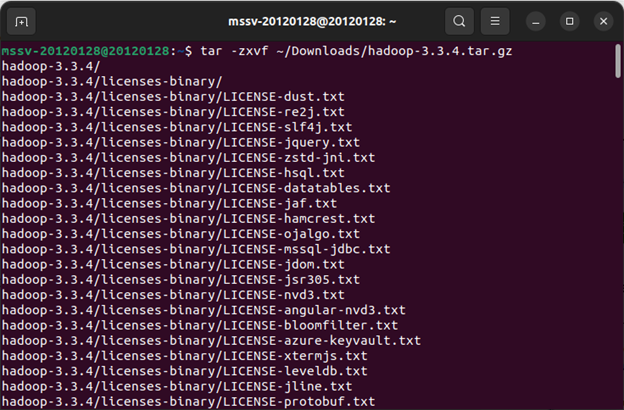 mssv-20120128@20120128: ~
mssv-20120128@20120128:~$ tar -zxvf ~/Downloads/hadoop-3.3.4.tar.gz
hadoop-3.3.4/
hadoop-3.3.4/licenses-binary/
hadoop-3.3.4/licenses-binary/LICENSE-dust.txt
hadoop-3.3.4/licenses-binary/LICENSE-re2j.txt
hadoop-3.3.4/licenses-binary/LICENSE-slf4j.txt
hadoop-3.3.4/licenses-binary/LICENSE-jquery.txt
hadoop-3.3.4/licenses-binary/LICENSE-zstd-jni.txt
hadoop-3.3.4/licenses-binary/LICENSE-hsql.txt
hadoop-3.3.4/licenses-binary/LICENSE-datatables.txt
hadoop-3.3.4/licenses-binary/LICENSE-jaf.txt
hadoop-3.3.4/licenses-binary/LICENSE-hamcrest.txt
hadoop-3.3.4/licenses-binary/LICENSE-ojalgo.txt
hadoop-3.3.4/licenses-binary/LICENSE-mssql-jdbc.txt
hadoop-3.3.4/licenses-binary/LICENSE-jdom.txt
hadoop-3.3.4/licenses-binary/LICENSE-jsr305.txt
hadoop-3.3.4/licenses-binary/LICENSE-nvd3.txt
hadoop-3.3.4/licenses-binary/LICENSE-angular-nvd3.txt
hadoop-3.3.4/licenses-binary/LICENSE-bloomfilter.txt
hadoop-3.3.4/licenses-binary/LICENSE-azure-keyvault.txt
hadoop-3.3.4/licenses-binary/LICENSE-xtermjs.txt
hadoop-3.3.4/licenses-binary/LICENSE-leveldb.txt
hadoop-3.3.4/licenses-binary/LICENSE-jline.txt
hadoop-3.3.4/licenses-binary/LICENSE-protobuf.txt